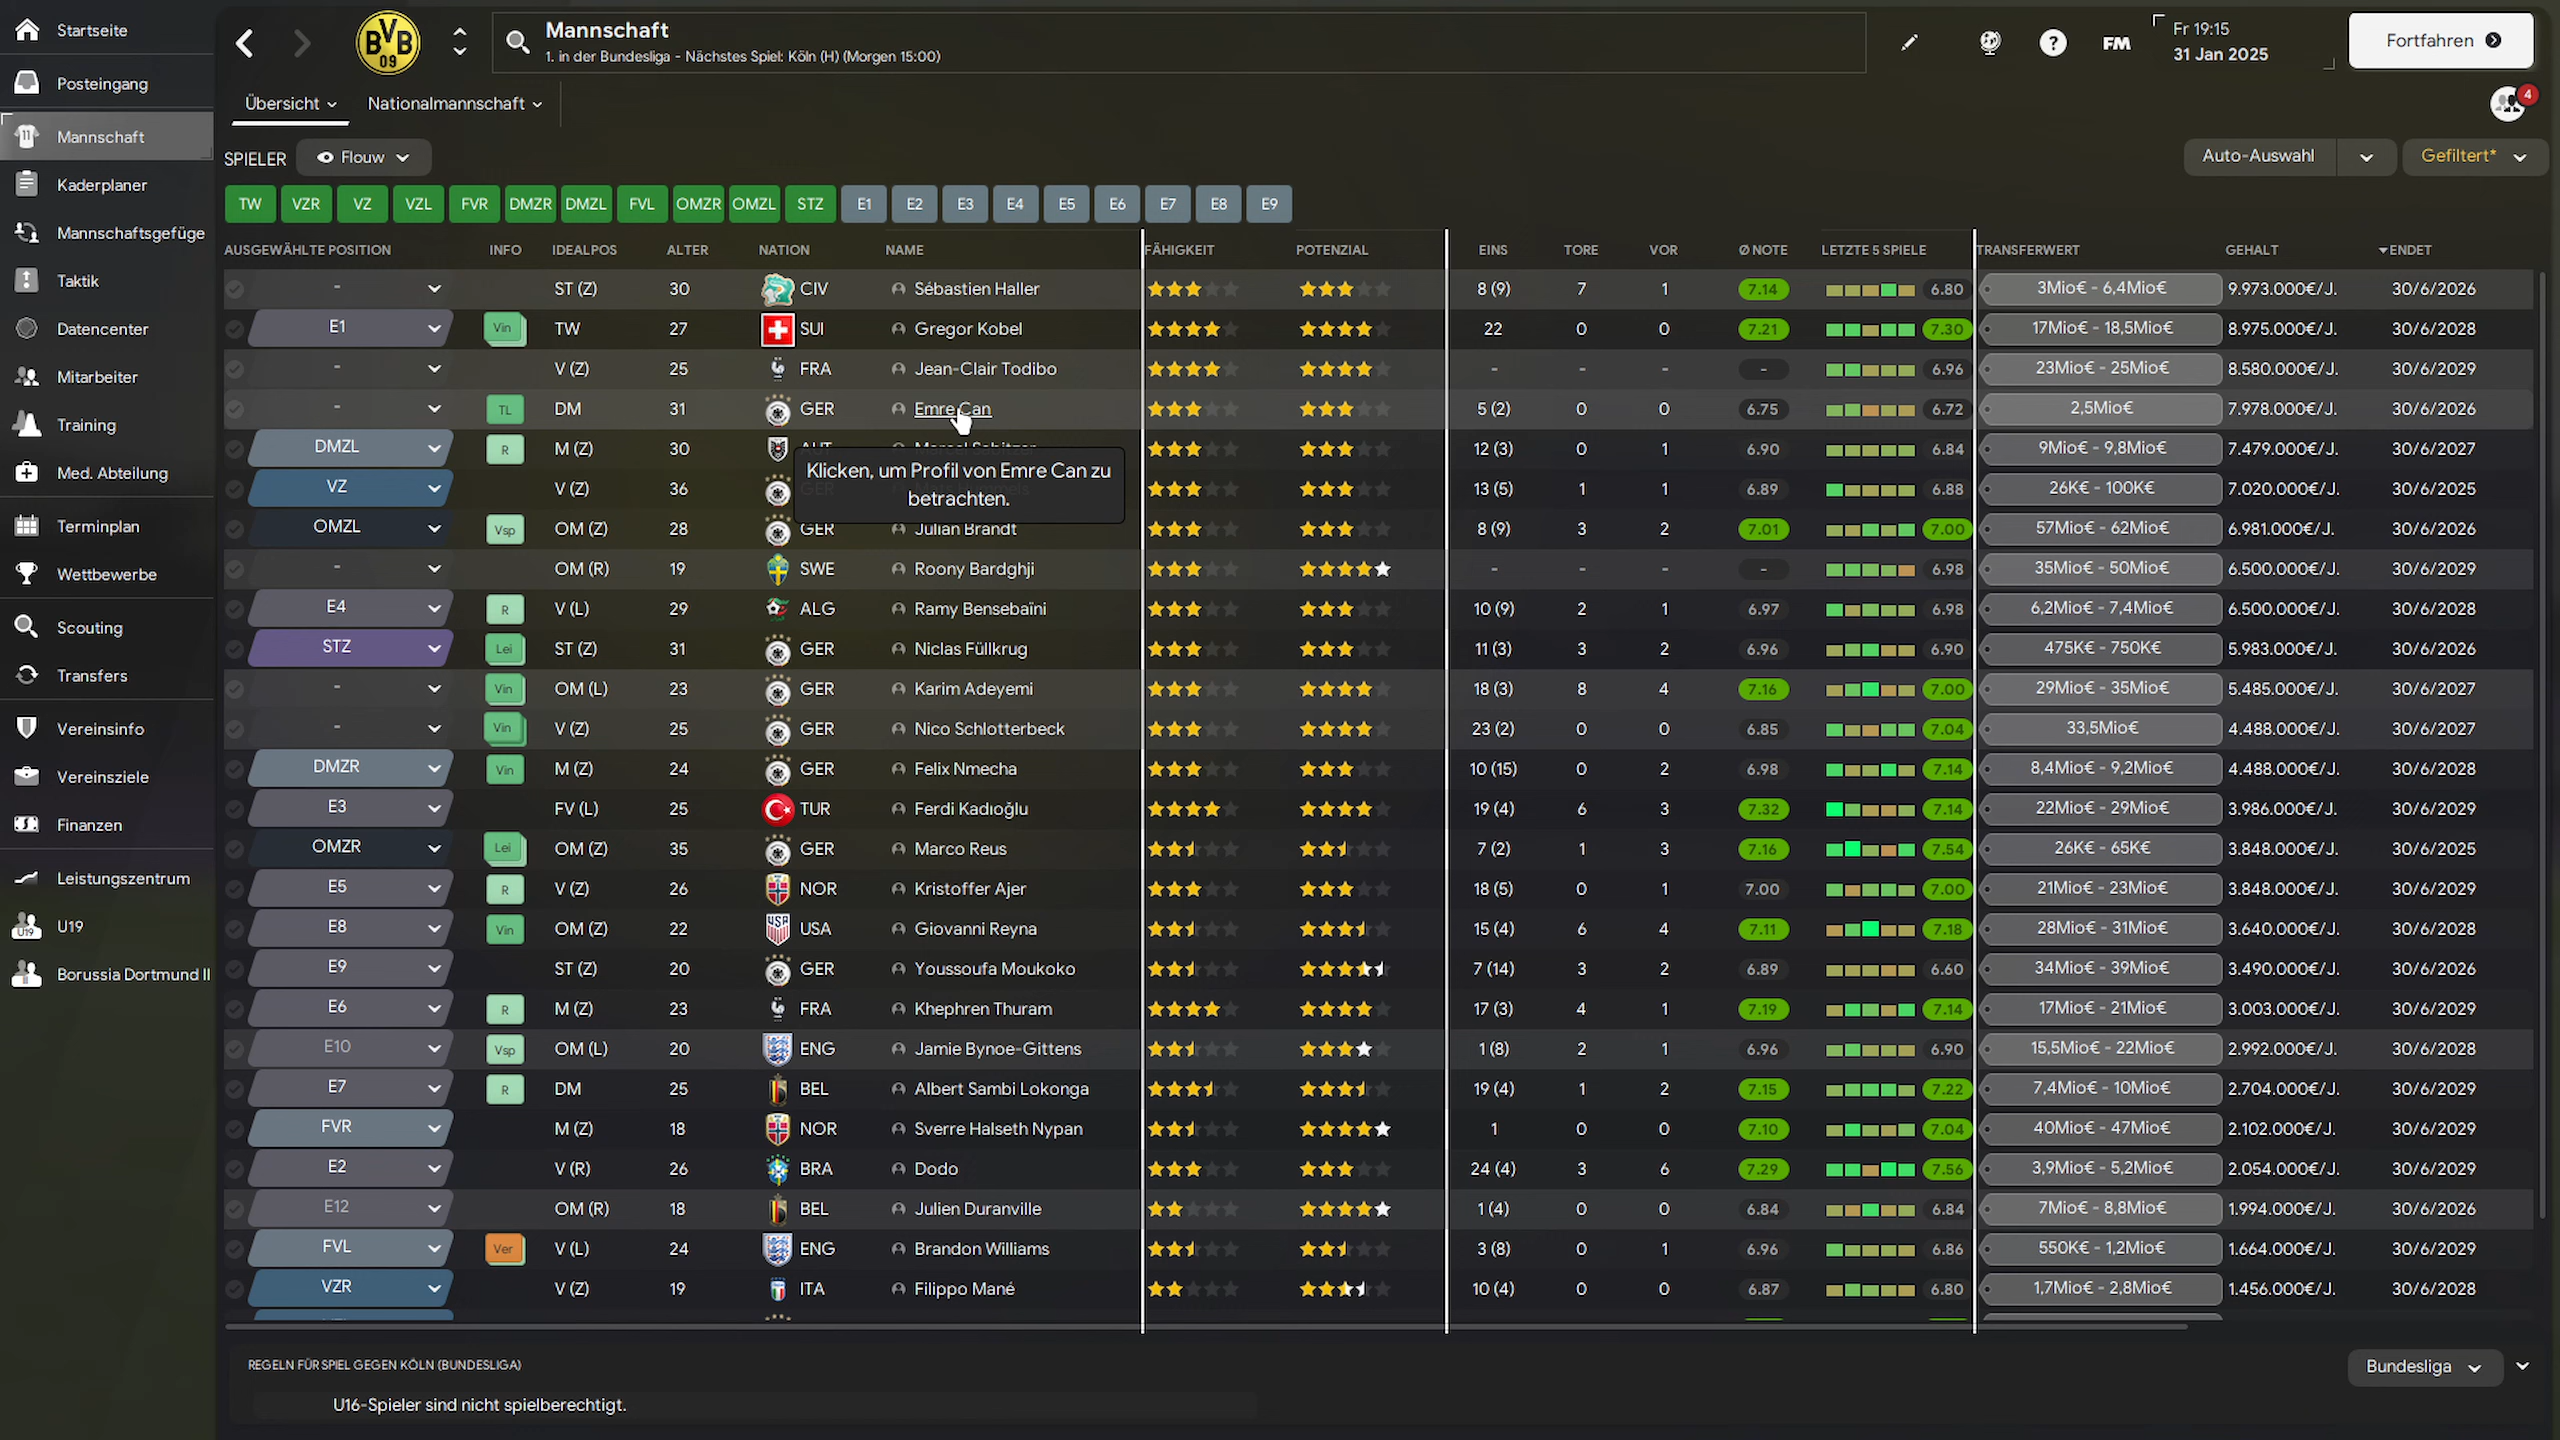 Startseite
Posteingang
Mannschaft
Kaderplaner
Mannschaftsgefüge
Taktik
Datencenter
Mitarbeiter
Training
Med. Abteilung
Terminplan
Wettbewerbe
Scouting
Transfers
Vereinsinfo
Vereinsziele
Finanzen
Leistungszentrum
U19
Borussia Dortmund II
BVB 09
Mannschaft
1. in der Bundesliga - Nächstes Spiel: Köln (H) (Morgen 15:00)
FM
Fr 19:15
31 Jan 2025
Fortfahren
4
Übersicht Nationalmannschaft
SPIELER Flouw Auto-Auswahl Gefiltert*
TW VZR VZ VZL FVR DMZR DMZL FVL OMZR OMZL STZ E1 E2 E3 E4 E5 E6 E7 E8 E9
AUSGEWÄHLTE POSITION INFO IDEALPOS ALTER NATION NAME FÄHIGKEIT POTENZIAL EINS TORE VOR Ø NOTE LETZTE 5 SPIELE TRANSFERWERT GEHALT ENDET
- ST (Z) 30 CIV Sébastien Haller 8 (9) 7 1 7.14 6.80 3Mio€ - 6,4Mio€ 9.973.000€/J. 30/6/2026
E1 Vin TW 27 SUI Gregor Kobel 22 0 0 7.21 7.30 17Mio€ - 18,5Mio€ 8.975.000€/J. 30/6/2028
- V (Z) 25 FRA Jean-Clair Todibo - - - - 6.96 23Mio€ - 25Mio€ 8.580.000€/J. 30/6/2029
- TL DM 31 GER Emre Can 5 (2) 0 0 6.75 6.72 2,5Mio€ 7.978.000€/J. 30/6/2026
DMZL R M (Z) 30 AUT Marcel Sabitzer 12 (3) 0 1 6.90 6.84 9Mio€ - 9,8Mio€ 7.479.000€/J. 30/6/2027
VZ V (Z) 36 GER 13 (5) 1 1 6.89 6.88 26K€ - 100K€ 7.020.000€/J. 30/6/2025
Klicken, um Profil von Emre Can zu
betrachten.
OMZL Vsp OM (Z) 28 GER Julian Brandt 8 (9) 3 2 7.01 7.00 57Mio€ - 62Mio€ 6.981.000€/J. 30/6/2026
- OM (R) 19 SWE Roony Bardghji - - - - 6.98 35Mio€ - 50Mio€ 6.500.000€/J. 30/6/2029
E4 R V (L) 29 ALG Ramy Bensebaïni 10 (9) 2 1 6.97 6.98 6,2Mio€ - 7,4Mio€ 6.500.000€/J. 30/6/2028
STZ Lei ST (Z) 31 GER Niclas Füllkrug 11 (3) 3 2 6.96 6.90 475K€ - 750K€ 5.983.000€/J. 30/6/2026
- Vin OM (L) 23 GER Karim Adeyemi 18 (3) 8 4 7.16 7.00 29Mio€ - 35Mio€ 5.485.000€/J. 30/6/2027
- Vin V (Z) 25 GER Nico Schlotterbeck 23 (2) 0 0 6.85 7.04 33,5Mio€ 4.488.000€/J. 30/6/2027
DMZR Vin M (Z) 24 GER Felix Nmecha 10 (15) 0 2 6.98 7.14 8,4Mio€ - 9,2Mio€ 4.488.000€/J. 30/6/2028
E3 FV (L) 25 TUR Ferdi Kadıoğlu 19 (4) 6 3 7.32 7.14 22Mio€ - 29Mio€ 3.986.000€/J. 30/6/2029
OMZR Lei OM (Z) 35 GER Marco Reus 7 (2) 1 3 7.16 7.54 26K€ - 65K€ 3.848.000€/J. 30/6/2025
E5 R V (Z) 26 NOR Kristoffer Ajer 18 (5) 0 1 7.00 7.00 21Mio€ - 23Mio€ 3.848.000€/J. 30/6/2029
E8 Vin OM (Z) 22 USA Giovanni Reyna 15 (4) 6 4 7.11 7.18 28Mio€ - 31Mio€ 3.640.000€/J. 30/6/2028
E9 ST (Z) 20 GER Youssoufa Moukoko 7 (14) 3 2 6.89 6.60 34Mio€ - 39Mio€ 3.490.000€/J. 30/6/2026
E6 R M (Z) 23 FRA Khephren Thuram 17 (3) 4 1 7.19 7.14 17Mio€ - 21Mio€ 3.003.000€/J. 30/6/2029
E10 Vsp OM (L) 20 ENG Jamie Bynoe-Gittens 1 (8) 2 1 6.96 6.90 15,5Mio€ - 22Mio€ 2.992.000€/J. 30/6/2028
E7 R DM 25 BEL Albert Sambi Lokonga 19 (4) 1 2 7.15 7.22 7,4Mio€ - 10Mio€ 2.704.000€/J. 30/6/2029
FVR M (Z) 18 NOR Sverre Halseth Nypan 1 0 0 7.10 7.04 40Mio€ - 47Mio€ 2.102.000€/J. 30/6/2029
E2 V (R) 26 BRA Dodo 24 (4) 3 6 7.29 7.56 3,9Mio€ - 5,2Mio€ 2.054.000€/J. 30/6/2029
E12 OM (R) 18 BEL Julien Duranville 1 (4) 0 0 6.84 6.84 7Mio€ - 8,8Mio€ 1.994.000€/J. 30/6/2026
FVL Ver V (L) 24 ENG Brandon Williams 3 (8) 0 1 6.96 6.86 550K€ - 1,2Mio€ 1.664.000€/J. 30/6/2029
VZR V (Z) 19 ITA Filippo Mané 10 (4) 0 0 6.87 6.80 1,7Mio€ - 2,8Mio€ 1.456.000€/J. 30/6/2028
REGELN FÜR SPIEL GEGEN KÖLN (BUNDESLIGA)
Bundesliga
U16-Spieler sind nicht spielberechtigt.